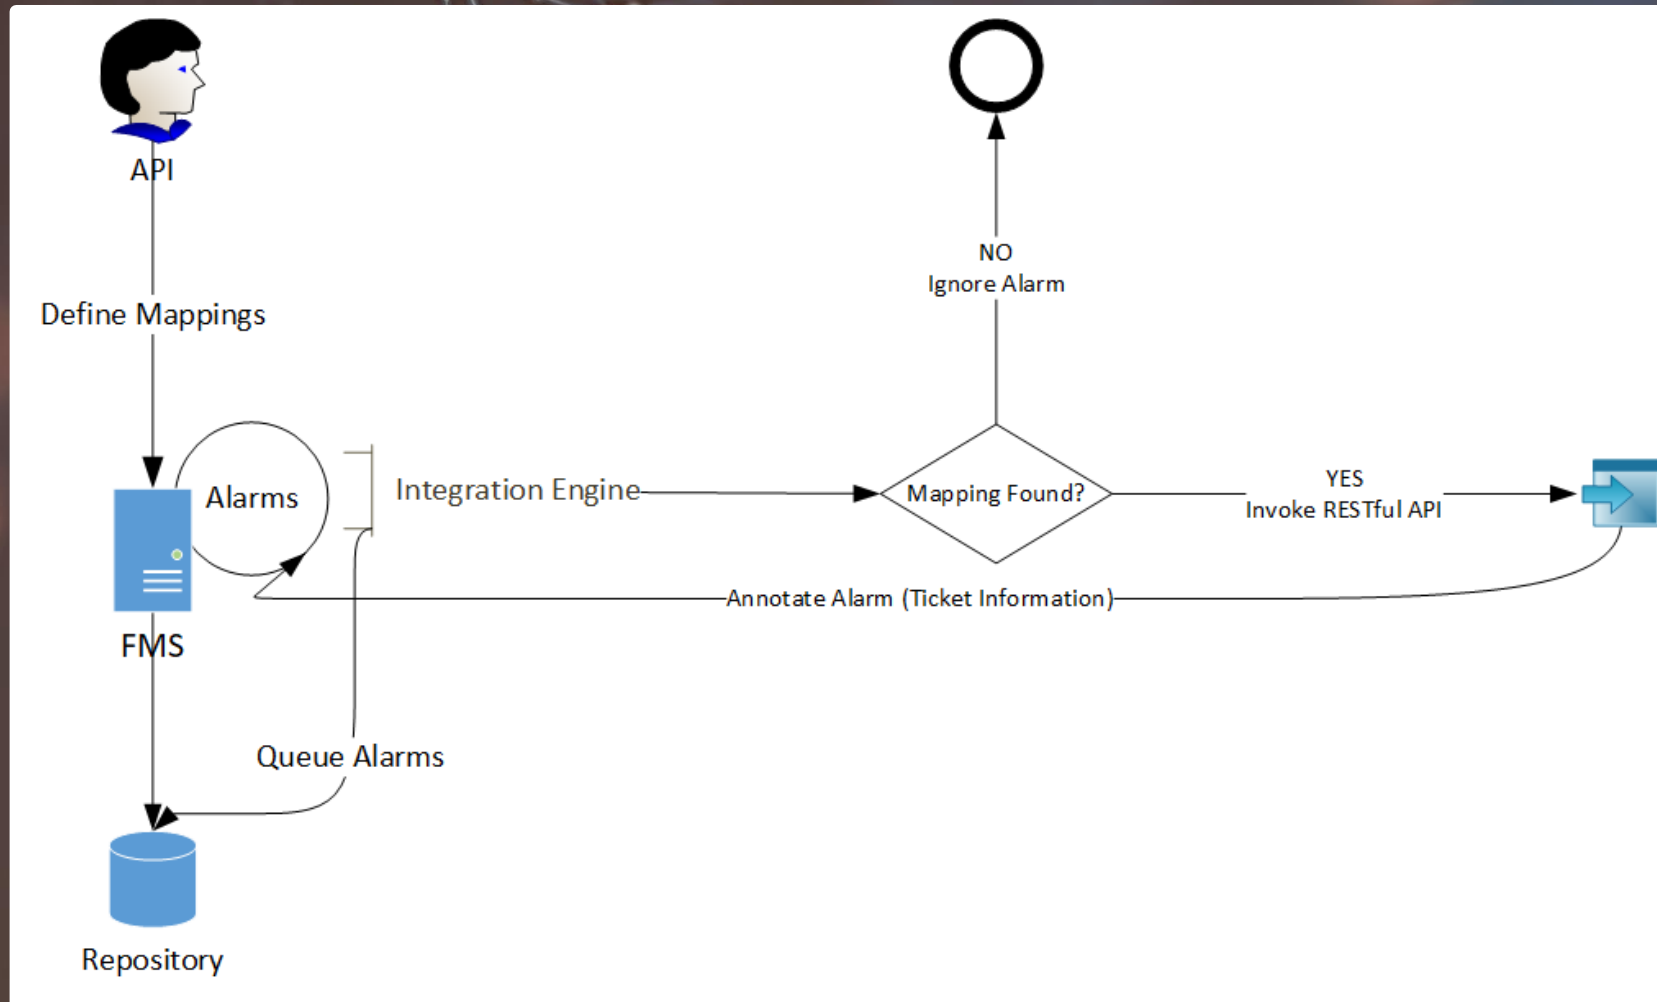 API
NO
Ignore Alarm
Define Mappings
Alarms
Integration Engine
Mapping Found?
YES
Invoke RESTful API
Annotate Alarm (Ticket Information)
FMS
Queue Alarms
Repository